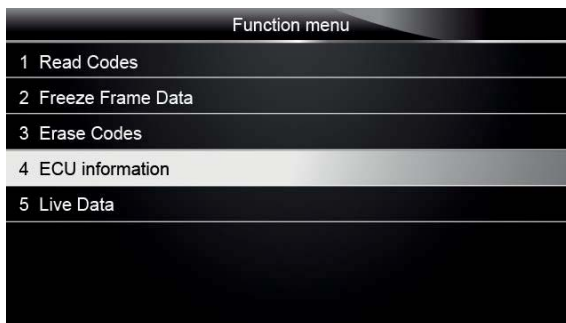 Function menu
1 Read Codes
2 Freeze Frame Data
3 Erase Codes
4 ECU information
5 Live Data